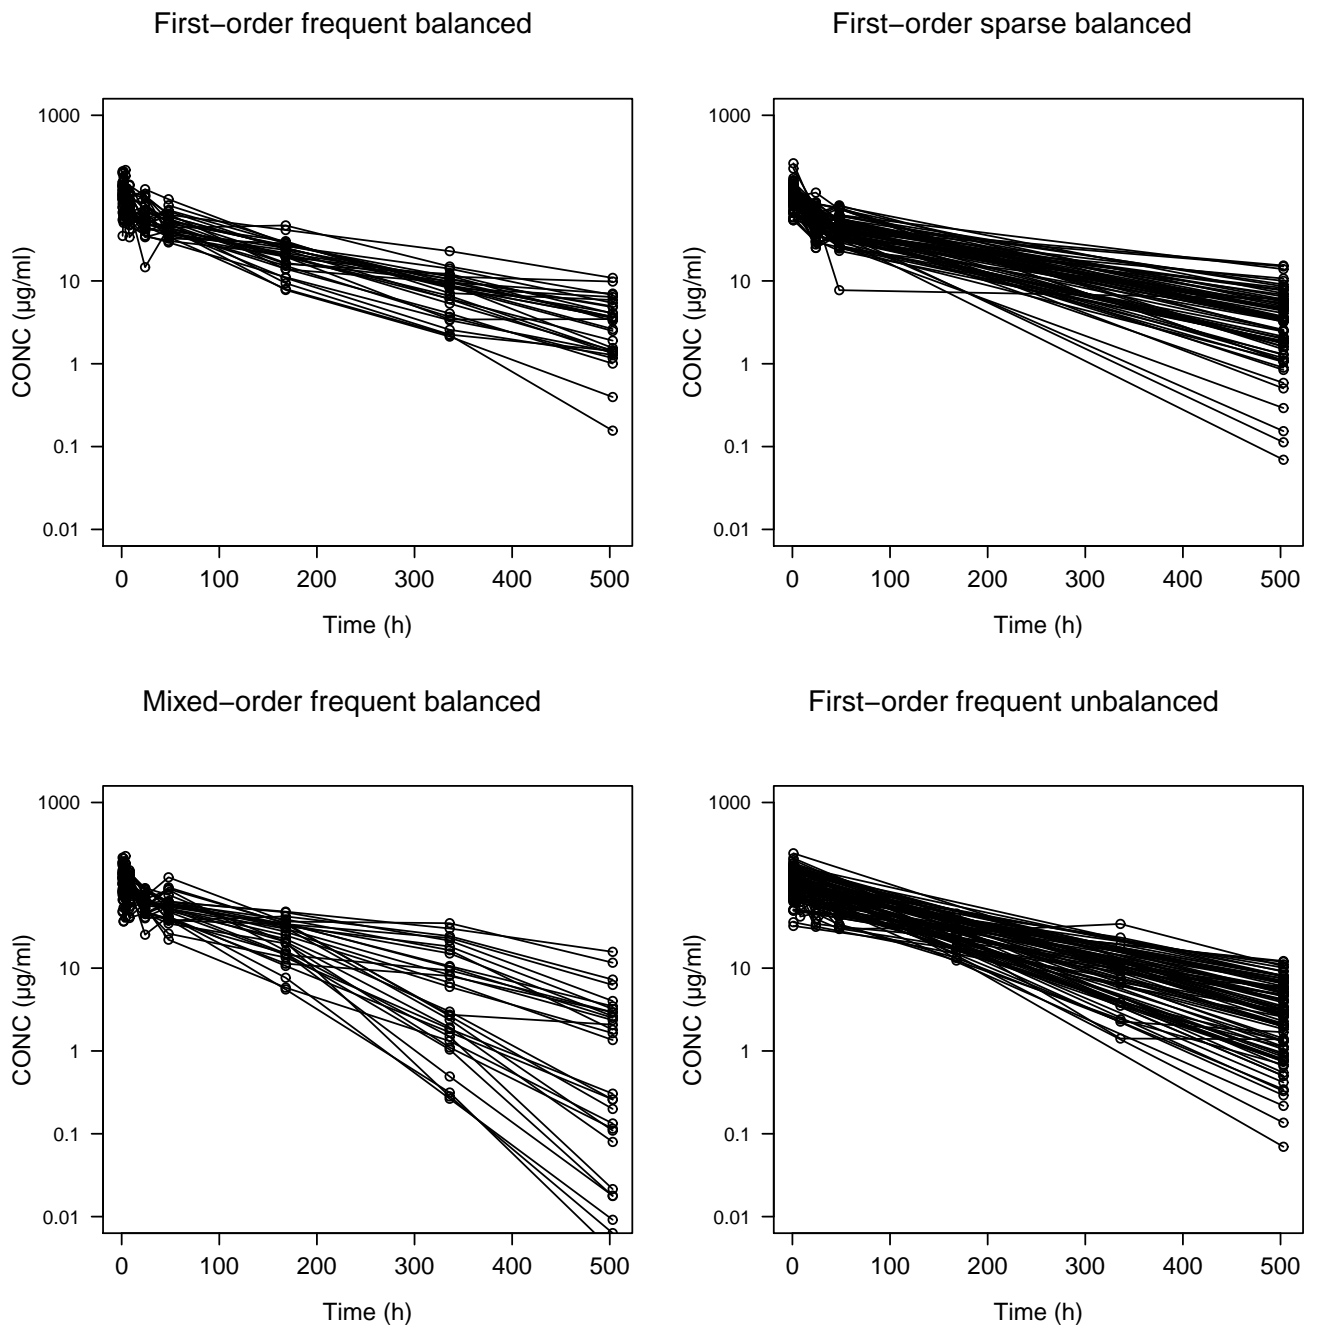 First−order frequent balanced
CONC (µg/ml)
1000
10
1
0.1
0.01
0 100 200 300 400 500
Time (h)
First−order sparse balanced
CONC (µg/ml)
1000
10
1
0.1
0.01
0 100 200 300 400 500
Time (h)
Mixed−order frequent balanced
CONC (µg/ml)
1000
10
1
0.1
0.01
0 100 200 300 400 500
Time (h)
First−order frequent unbalanced
CONC (µg/ml)
1000
10
1
0.1
0.01
0 100 200 300 400 500
Time (h)